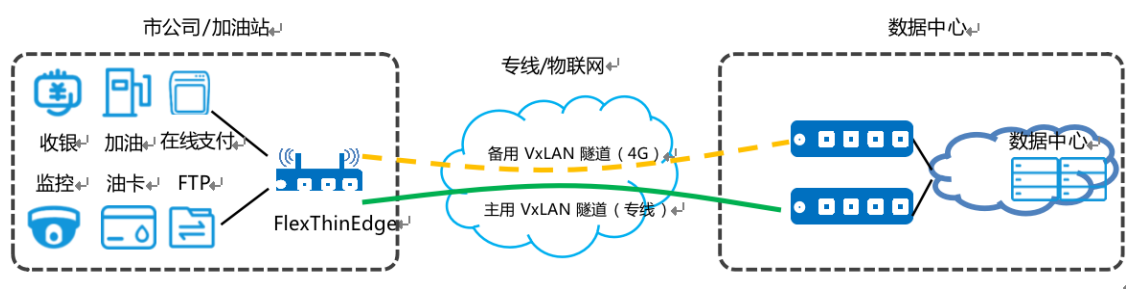 市公司/加油站
数据中心
专线/物联网
收银 加油 在线支付
监控 油卡 FTP
FlexThinEdge
备用 VxLAN 隧道（4G）
主用 VxLAN 隧道（专线）
数据中心